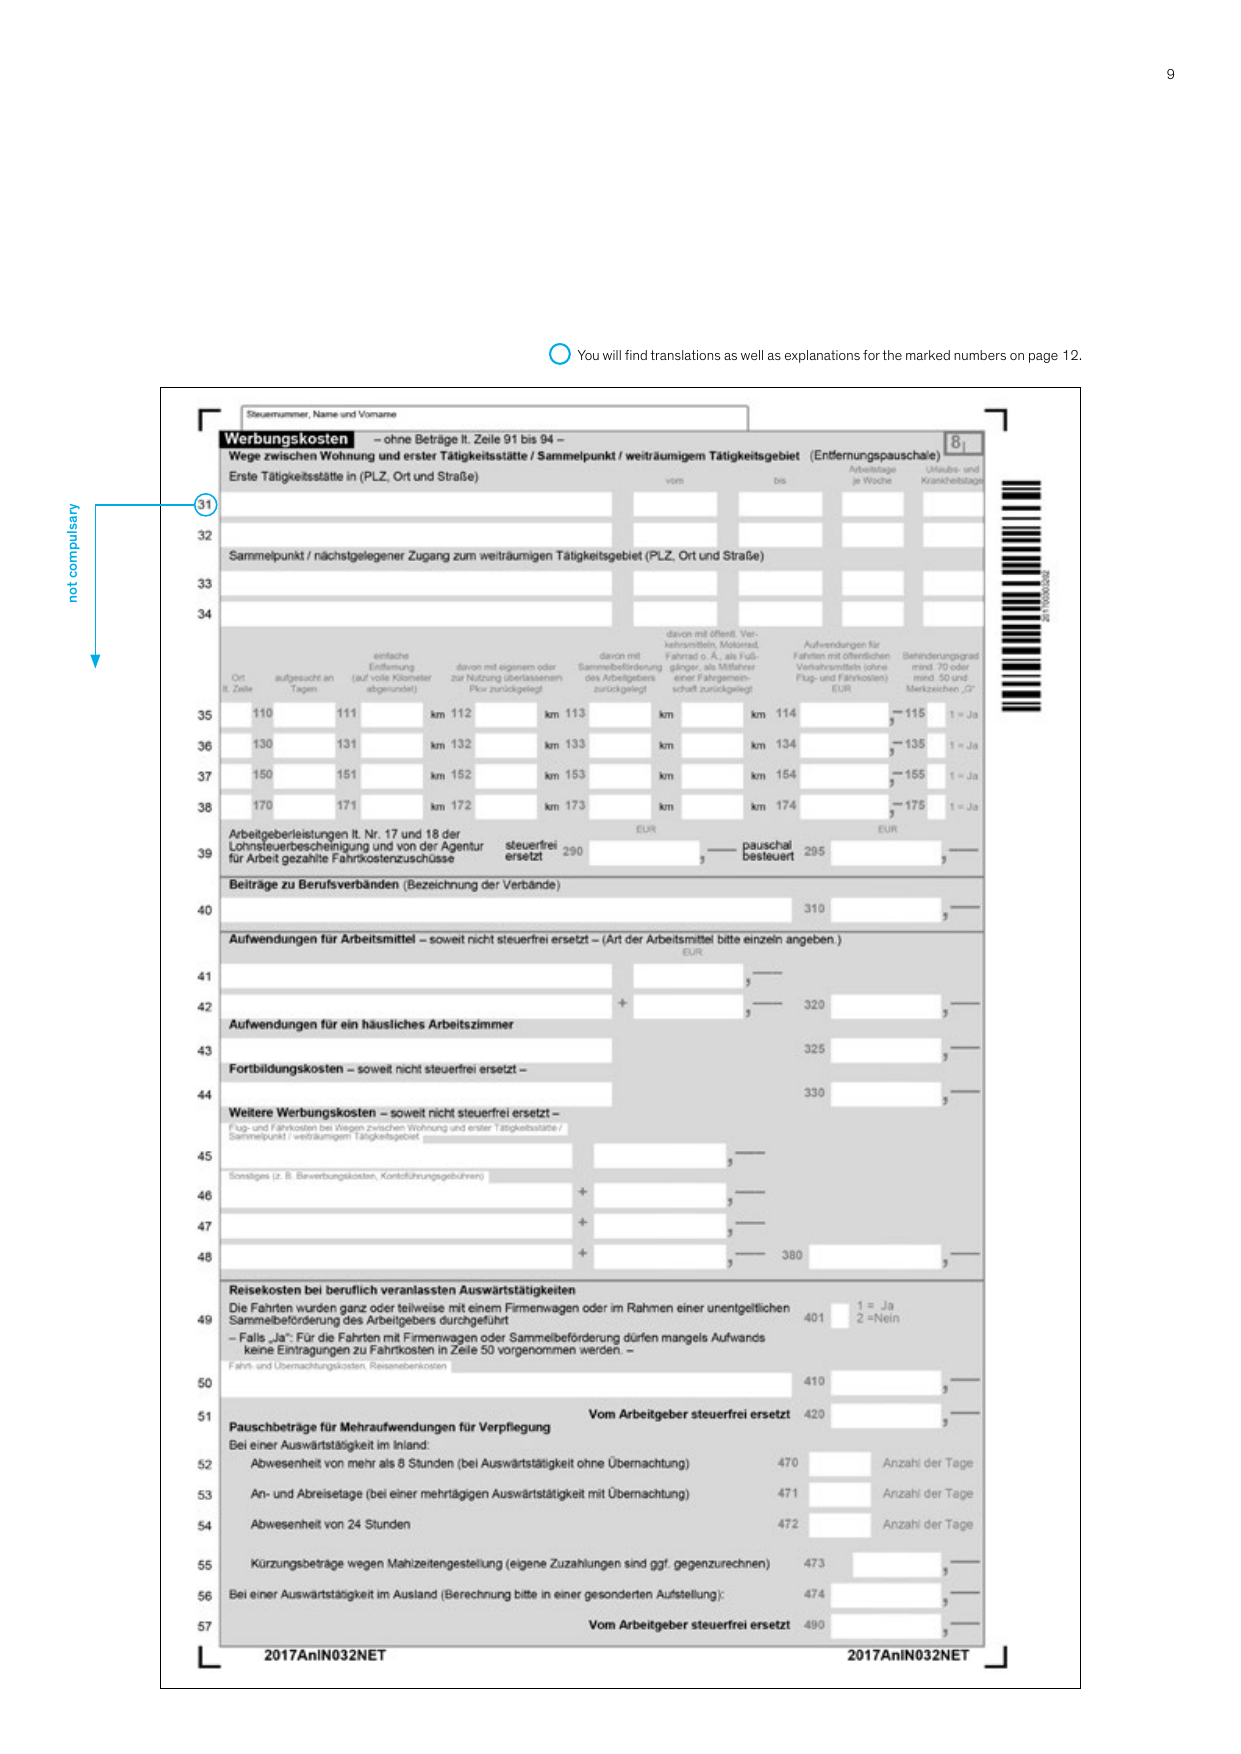 9
You will find translations as well as explanations for the marked numbers on page 12.
not compulsary
Steuernummer, Name und Vorname
Werbungskosten – ohne Beträge lt. Zeile 91 bis 94 – 8
Wege zwischen Wohnung und erster Tätigkeitsstätte / Sammelpunkt / weiträumigem Tätigkeitsgebiet (Entfernungspauschale)
Erste Tätigkeitsstätte in (PLZ, Ort und Straße) vom bis Arbeitstage je Woche Urlaubs- und Krankheitstage
31
32
Sammelpunkt / nächstgelegener Zugang zum weiträumigen Tätigkeitsgebiet (PLZ, Ort und Straße)
33
34
Ort lt. Zeile
aufgesucht an Tagen
einfache Entfernung (auf volle Kilometer abgerundet)
davon mit eigenem oder zur Nutzung überlassenem Pkw zurückgelegt
davon mit Sammelbeförderung des Arbeitgebers zurückgelegt
davon mit öffentl. Ver-
kehrsmitteln, Motorrad,
Fahrrad o. Ä., als Fuß-
gänger, als Mitfahrer
einer Fahrgemein-
schaft zurückgelegt
Aufwendungen für
Fahrten mit öffentlichen
Verkehrsmitteln (ohne
Flug- und Fährkosten)
EUR
Behinderungsgrad
mind. 70 oder
mind. 50 und
Merkzeichen „G“
35 110 111 km 112 km 113 km km 114 ,— 115 1 = Ja
36 130 131 km 132 km 133 km km 134 ,— 135 1 = Ja
37 150 151 km 152 km 153 km km 154 ,— 155 1 = Ja
38 170 171 km 172 km 173 km km 174 ,— 175 1 = Ja
EUR EUR
Arbeitgeberleistungen lt. Nr. 17 und 18 der
39 Lohnsteuerbescheinigung und von der Agentur steuerfrei ersetzt 290 ,— pauschal besteuert 295 ,—
für Arbeit gezahlte Fahrtkostenzuschüsse
Beiträge zu Berufsverbänden (Bezeichnung der Verbände)
40 310 ,—
Aufwendungen für Arbeitsmittel – soweit nicht steuerfrei ersetzt – (Art der Arbeitsmittel bitte einzeln angeben.)
EUR
41 ,—
42 + ,— 320 ,—
Aufwendungen für ein häusliches Arbeitszimmer
43 325 ,—
Fortbildungskosten – soweit nicht steuerfrei ersetzt –
44 330 ,—
Weitere Werbungskosten – soweit nicht steuerfrei ersetzt –
Flug- und Fährkosten bei Wegen zwischen Wohnung und erster Tätigkeitsstätte /
Sammelpunkt / weiträumigem Tätigkeitsgebiet
45 ,—
Sonstiges (z. B. Bewerbungskosten, Kontoführungsgebühren)
46 + ,—
47 + ,—
48 + ,— 380 ,—
Reisekosten bei beruflich veranlassten Auswärtstätigkeiten
Die Fahrten wurden ganz oder teilweise mit einem Firmenwagen oder im Rahmen einer unentgeltlichen
49 Sammelbeförderung des Arbeitgebers durchgeführt 401 1 = Ja
2 =Nein
– Falls „Ja“: Für die Fahrten mit Firmenwagen oder Sammelbeförderung dürfen mangels Aufwands
keine Eintragungen zu Fahrtkosten in Zeile 50 vorgenommen werden. –
Fahrt- und Übernachtungskosten, Reisenebenkosten
50 410 ,—
51 Vom Arbeitgeber steuerfrei ersetzt 420 ,—
Pauschbeträge für Mehraufwendungen für Verpflegung
Bei einer Auswärtstätigkeit im Inland:
52 Abwesenheit von mehr als 8 Stunden (bei Auswärtstätigkeit ohne Übernachtung) 470 Anzahl der Tage
53 An- und Abreisetage (bei einer mehrtägigen Auswärtstätigkeit mit Übernachtung) 471 Anzahl der Tage
54 Abwesenheit von 24 Stunden 472 Anzahl der Tage
55 Kürzungsbeträge wegen Mahlzeitengestellung (eigene Zuzahlungen sind ggf. gegenzurechnen) 473 ,—
56 Bei einer Auswärtstätigkeit im Ausland (Berechnung bitte in einer gesonderten Aufstellung): 474 ,—
57 Vom Arbeitgeber steuerfrei ersetzt 490 ,—
2017AnlN032NET 2017AnlN032NET